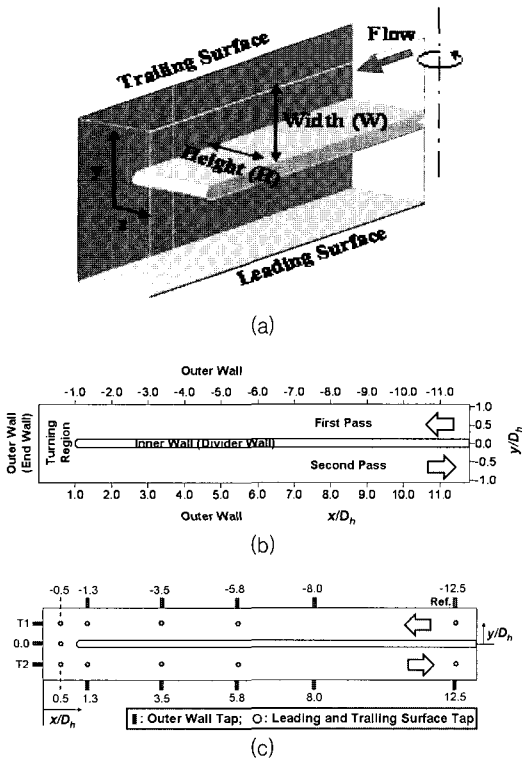 Trailing Surface
Flow
Width (W)
Height (H)
y
Leading Surface
(a)
Outer Wall
-1.0 -2.0 -3.0 -4.0 -5.0 -6.0 -7.0 -8.0 -9.0 -10.0 -11.0
Outer Wall
(End Wall)
Turning
Region
First Pass
Inner Wall (Divider Wall)
Second Pass
1.0
0.5
0.0
-0.5
-1.0
y/Dh
1.0 2.0 3.0 4.0 5.0 6.0 7.0 8.0 9.0 10.0 11.0
Outer Wall
x/Dh
(b)
-0.5 -1.3 -3.5 -5.8 -8.0 -12.5
Ref.
T1
0.0
T2
y/Dh
0.5 1.3 3.5 5.8 8.0 12.5
x/Dh
: Outer Wall Tap; : Leading and Trailing Surface Tap
(c)